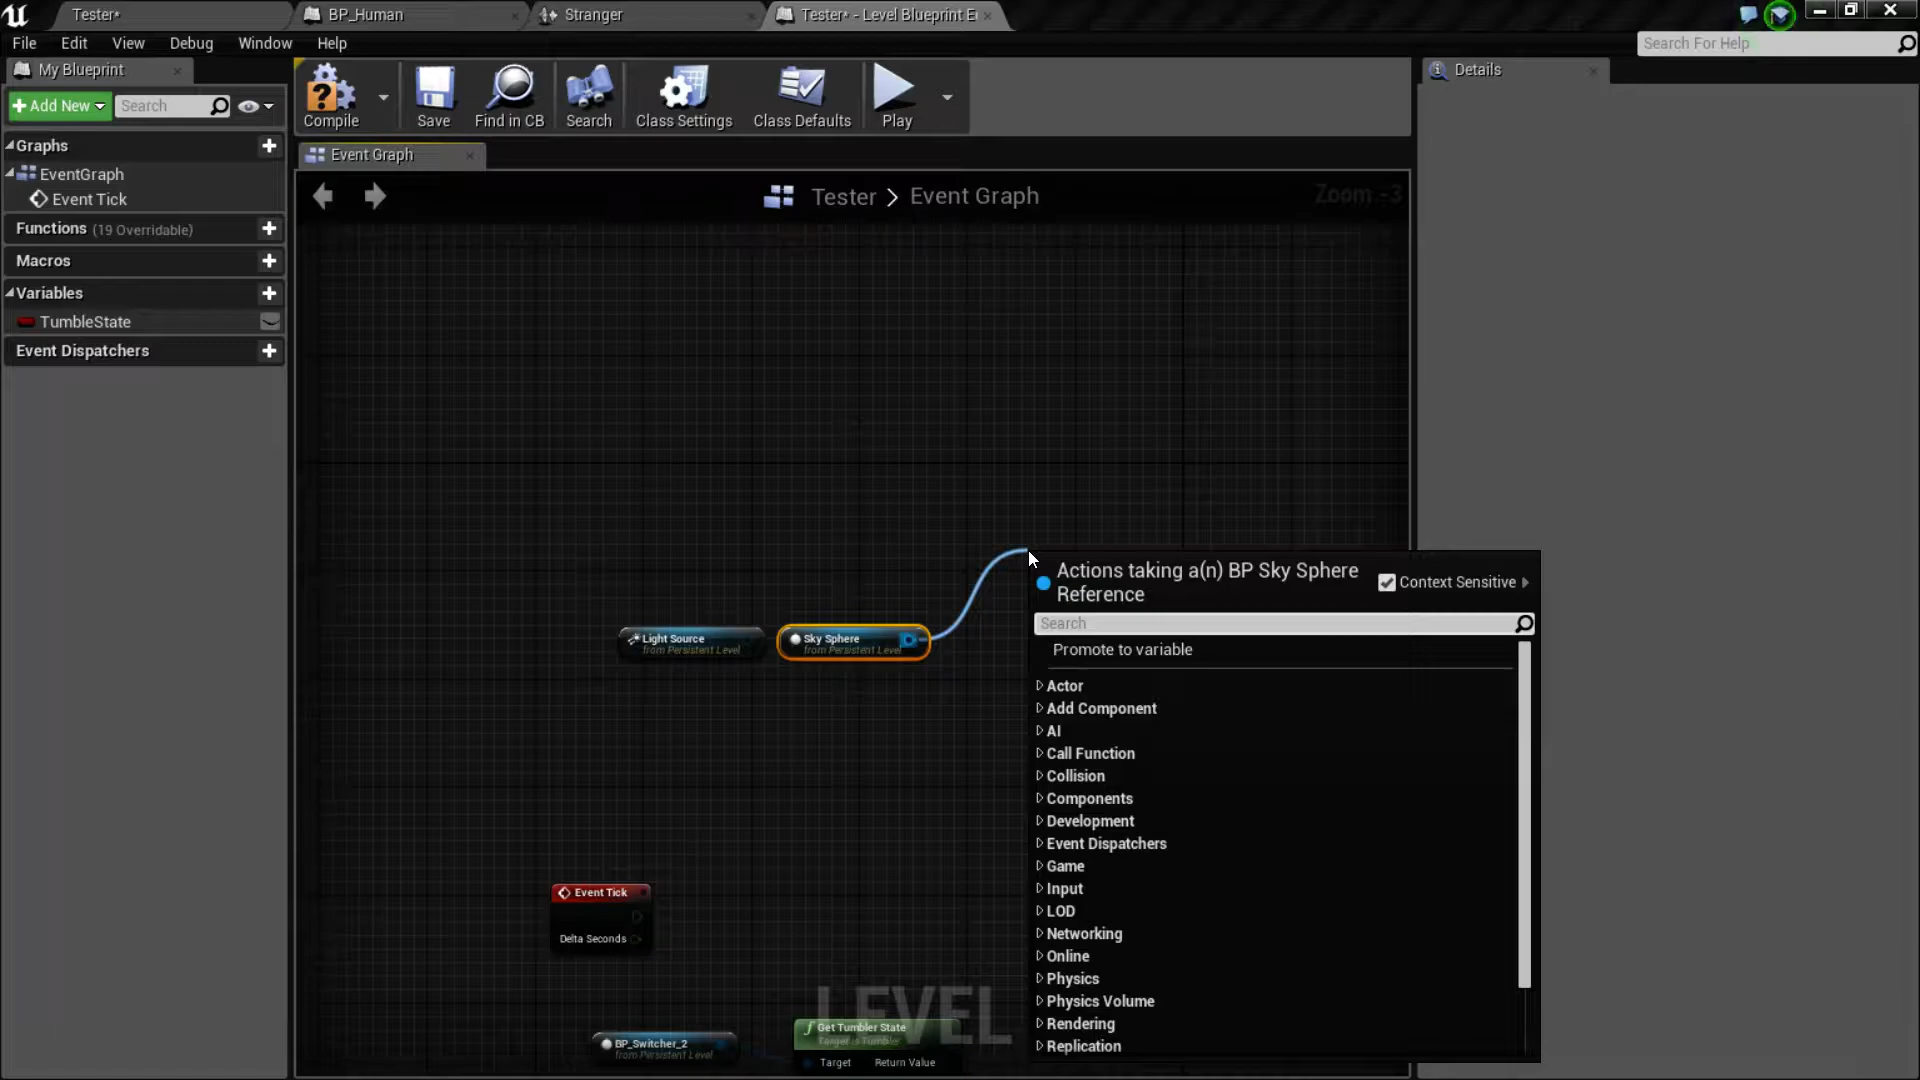 Tester*
BP_Human
Stranger
Tester* - Level Blueprint E
File
Edit
View
Debug
Window
Help
Search For Help
My Blueprint
Add New
Search
Graphs
EventGraph
Event Tick
Functions (19 Overridable)
Macros
Variables
TumbleState
Event Dispatchers
Compile
Save
Find in CB
Search
Class Settings
Class Defaults
Play
Details
Event Graph
Tester > Event Graph
Zoom -3
Light Source
from Persistent Level
Sky Sphere
from Persistent Level
Actions taking a(n) BP Sky Sphere
Reference
Context Sensitive
Search
Promote to variable
Actor
Add Component
AI
Call Function
Collision
Components
Development
Event Dispatchers
Game
Input
LOD
Networking
Online
Physics
Physics Volume
Rendering
Replication
Event Tick
Delta Seconds
LEVEL
BP_Switcher_2
from Persistent Level
Get Tumbler State
Target is Tumbler
Target
Return Value